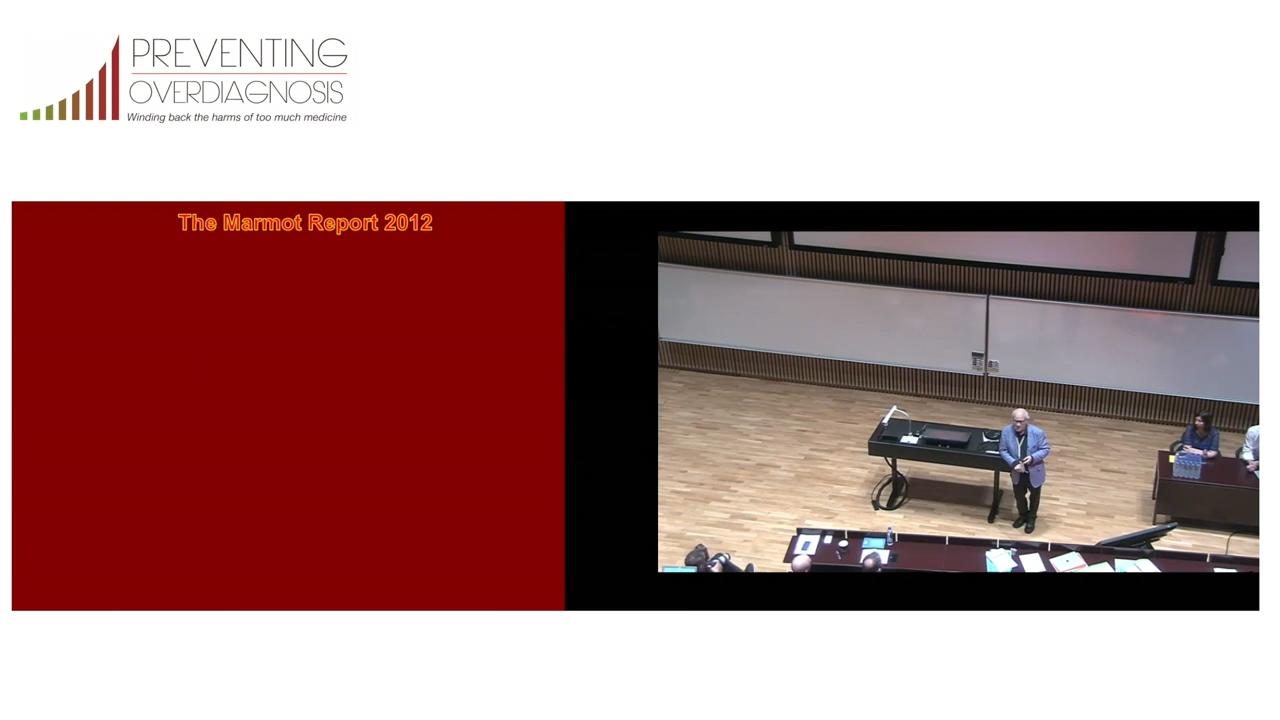 PREVENTING
OVERDIAGNOSIS
Winding back the harms of too much medicine
The Marmot Report 2012